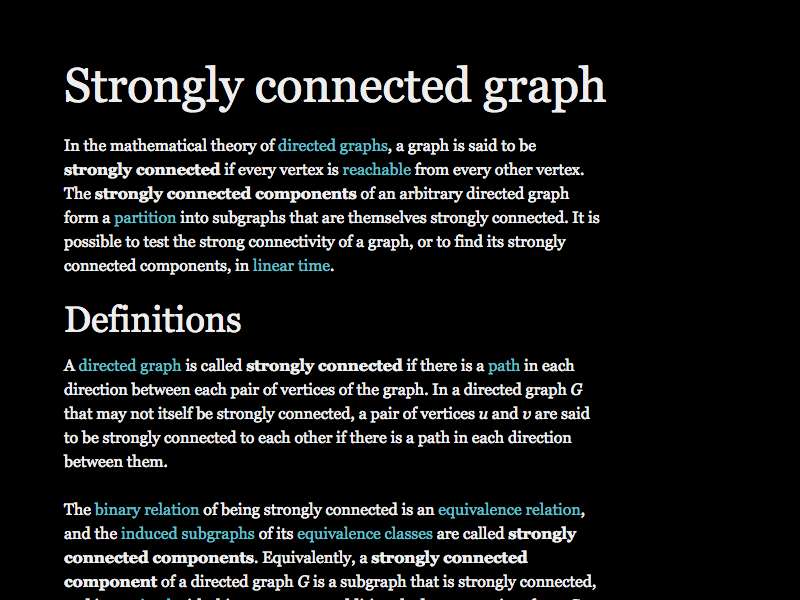 Strongly connected graph
In the mathematical theory of directed graphs, a graph is said to be
strongly connected if every vertex is reachable from every other vertex.
The strongly connected components of an arbitrary directed graph
form a partition into subgraphs that are themselves strongly connected. It is
possible to test the strong connectivity of a graph, or to find its strongly
connected components, in linear time.
Definitions
A directed graph is called strongly connected if there is a path in each
direction between each pair of vertices of the graph. In a directed graph G
that may not itself be strongly connected, a pair of vertices u and v are said
to be strongly connected to each other if there is a path in each direction
between them.
The binary relation of being strongly connected is an equivalence relation,
and the induced subgraphs of its equivalence classes are called strongly
connected components. Equivalently, a strongly connected
component of a directed graph G is a subgraph that is strongly connected,